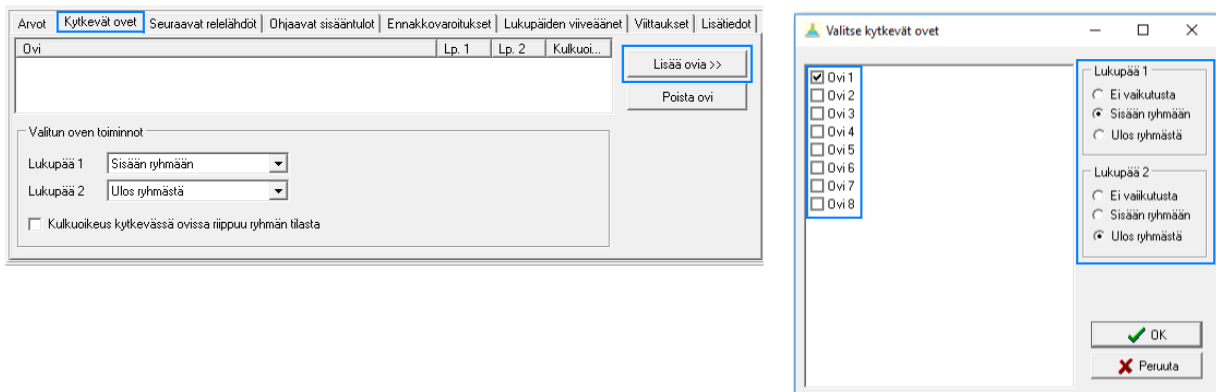 Arvot Kytkevät ovet Seuraavat relelähdöt Ohjaavat sisääntulot Ennakkovaroitukset Lukupäiden viiveäänet Viittaukset Lisätiedot
Ovi Lp. 1 Lp. 2 Kulkuoi...
Lisää ovia >>
Poista ovi
Valitun oven toiminnot
Lukupää 1 Sisään ryhmään
Lukupää 2 Ulos ryhmästä
Kulkuoikeus kytkevässä ovissa riippuu ryhmän tilasta
Valitse kytkevät ovet
Ovi 1
Ovi 2
Ovi 3
Ovi 4
Ovi 5
Ovi 6
Ovi 7
Ovi 8
Lukupää 1
Ei vaikutusta
Sisään ryhmään
Ulos ryhmästä
Lukupää 2
Ei vaiikutusta
Sisään ryhmään
Ulos ryhmästä
OK
Peruuta